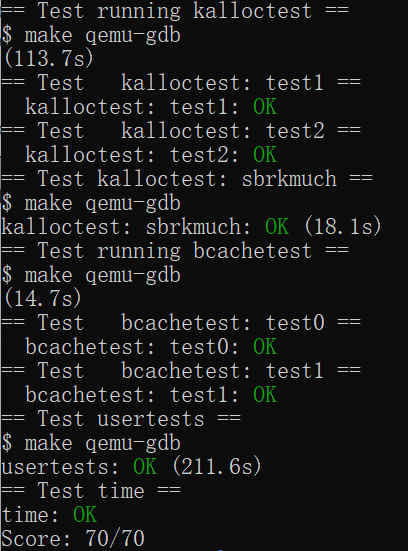 == Test running kalloctest ==
$ make qemu-gdb
(113.7s)
== Test   kalloctest: test1 ==
  kalloctest: test1: OK
== Test   kalloctest: test2 ==
  kalloctest: test2: OK
== Test kalloctest: sbrkmuch ==
$ make qemu-gdb
kalloctest: sbrkmuch: OK (18.1s)
== Test running bcachetest ==
$ make qemu-gdb
(14.7s)
== Test   bcachetest: test0 ==
  bcachetest: test0: OK
== Test   bcachetest: test1 ==
  bcachetest: test1: OK
== Test usertests ==
$ make qemu-gdb
usertests: OK (211.6s)
== Test time ==
time: OK
Score: 70/70